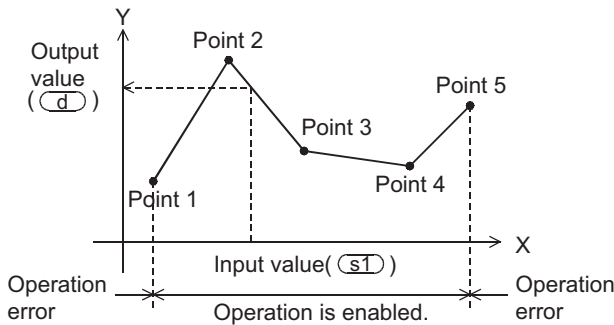 Y
Output
value
( d )
Point 2
Point 5
Point 3
Point 4
Point 1
X
Input value( s1 )
Operation
error
Operation is enabled.
Operation
error